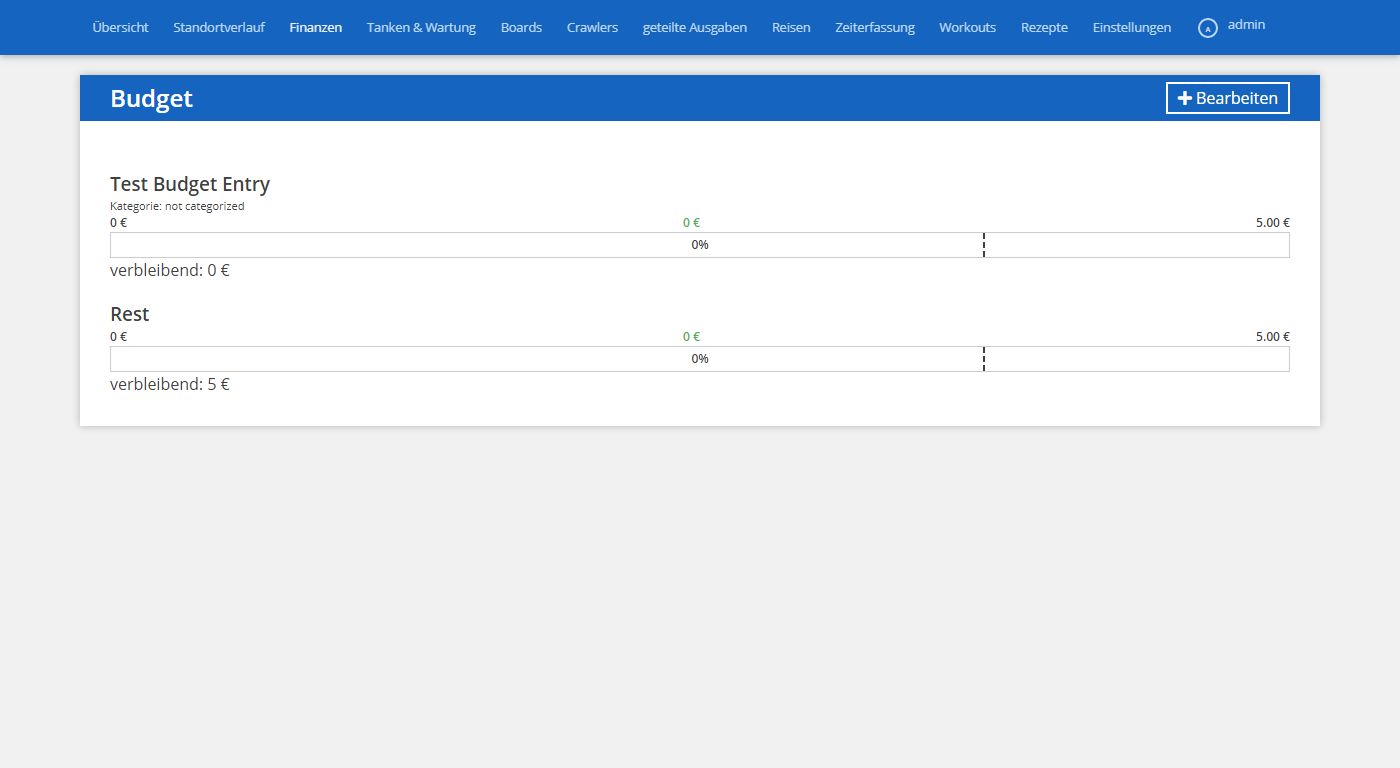 Übersicht Standortverlauf Finanzen Tanken & Wartung Boards Crawlers geteilte Ausgaben Reisen Zeiterfassung Workouts Rezepte Einstellungen A admin
Budget Bearbeiten
Test Budget Entry
Kategorie: not categorized
0 € 0 € 5.00 €
0%
verbleibend: 0 €
Rest
0 € 0 € 5.00 €
0%
verbleibend: 5 €